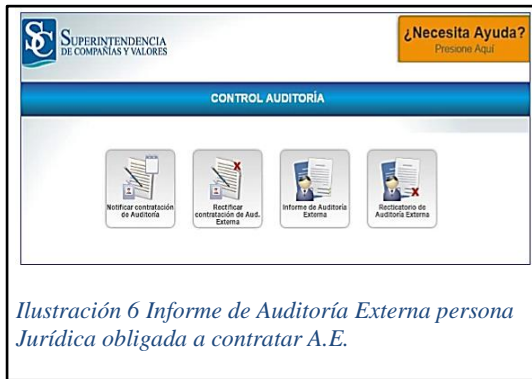 SC SUPERINTENDENCIA
DE COMPAÑÍAS Y VALORES
¿Necesita Ayuda?
Presione Aquí
CONTROL AUDITORÍA
Notificar contratación
de Auditoría
Rectificar
contratación de Aud.
Externa
Informe de Auditoría
Externa
Recticatorio de
Auditoría Externa
Ilustración 6 Informe de Auditoría Externa persona
Jurídica obligada a contratar A.E.